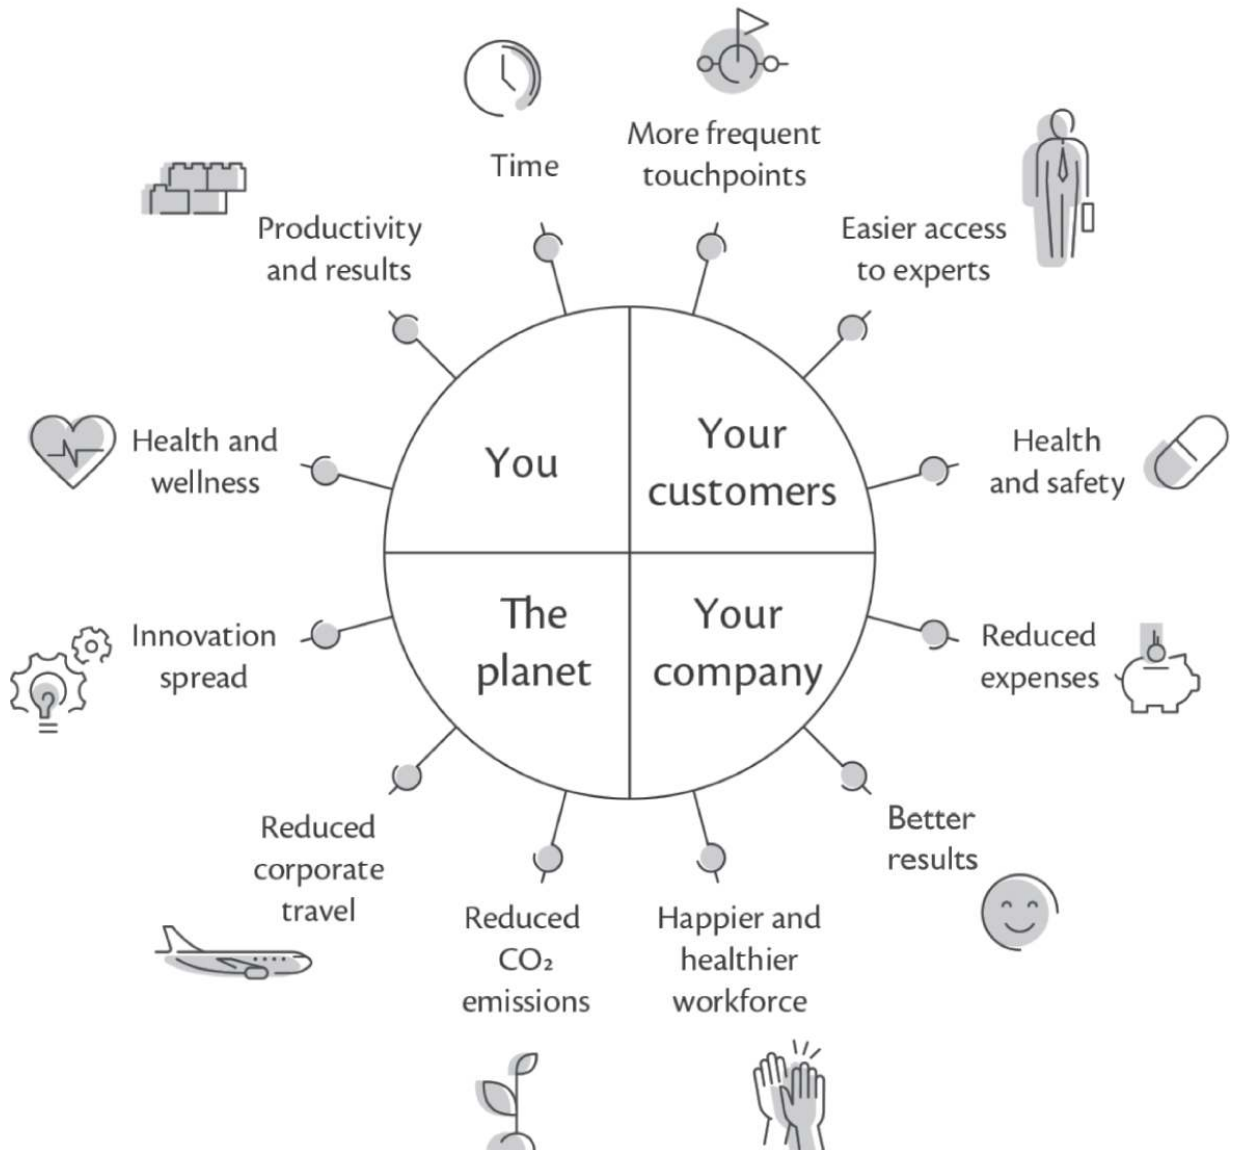 Time
More frequent
touchpoints
Productivity
and results
Easier access
to experts
Health and
wellness
You
Your
customers
Health
and safety
Innovation
spread
The
planet
Your
company
Reduced
expenses
Reduced
corporate
travel
Better
results
Reduced
CO₂
emissions
Happier and
healthier
workforce